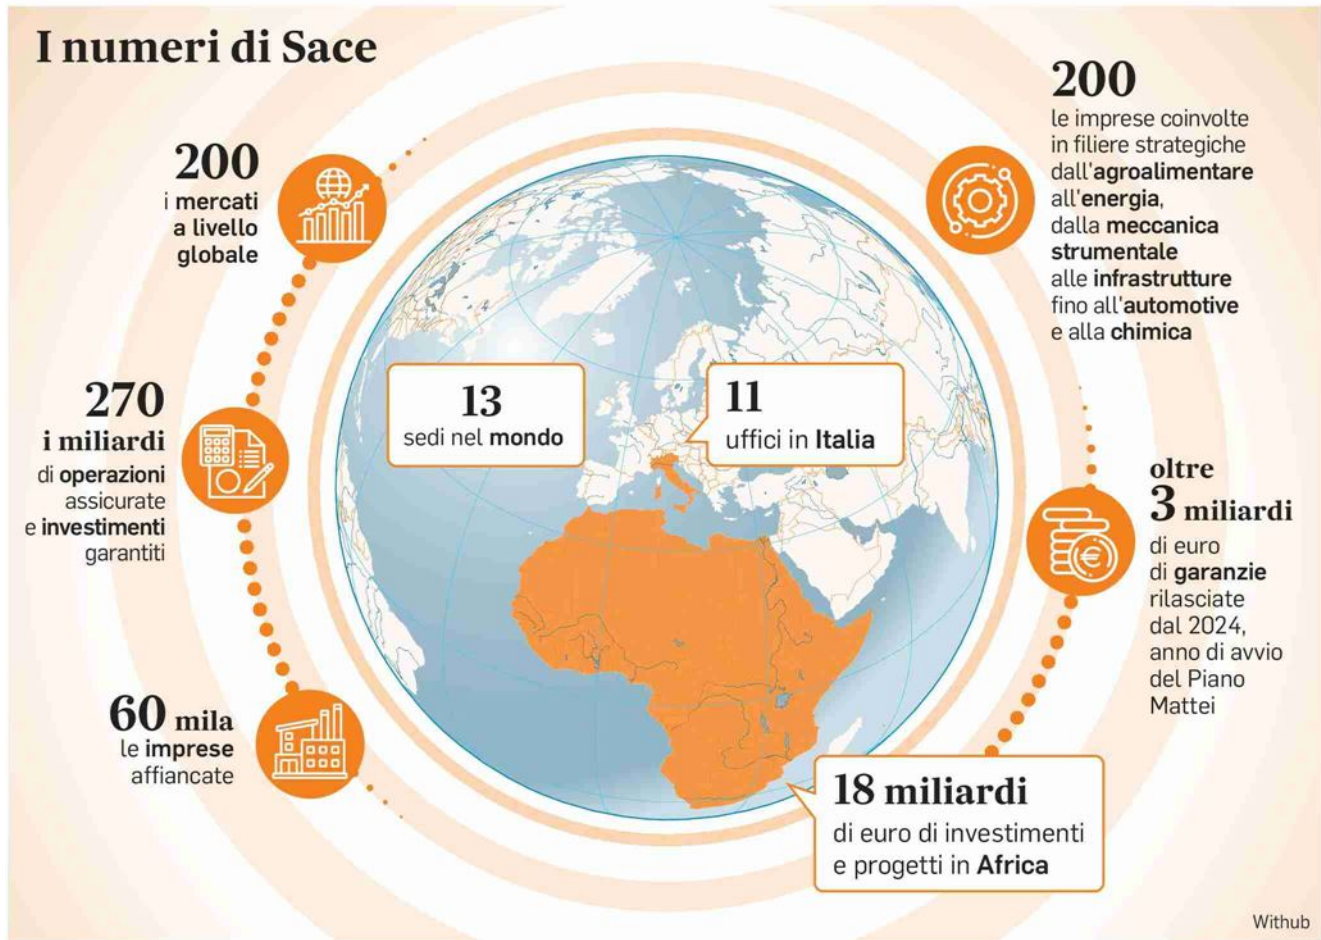 I numeri di Sace
200
i mercati
a livello
globale
270
i miliardi
di operazioni
assicurate
e investimenti
garantiti
60 mila
le imprese
affiancate
13
sedi nel mondo
11
uffici in Italia
200
le imprese coinvolte
in filiere strategiche
dall'agroalimentare
all'energia,
dalla meccanica
strumentale
alle infrastrutture
fino all'automotive
e alla chimica
oltre
3 miliardi
di euro
di garanzie
rilasciate
dal 2024,
anno di avvio
del Piano
Mattei
18 miliardi
di euro di investimenti
e progetti in Africa
Withub